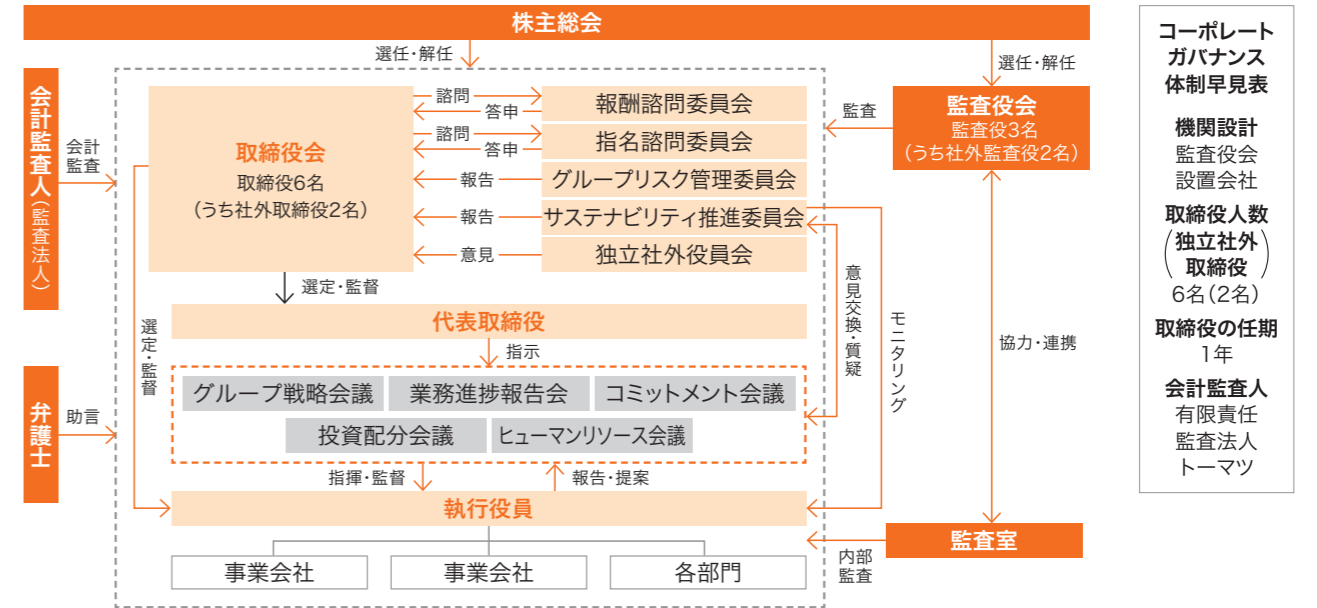 株主総会
選任・解任
選任・解任
会計監査人(監査法人)
会計
監査
取締役会
取締役6名
(うち社外取締役2名)
諮問
答申
諮問
答申
報告
報告
意見
報酬諮問委員会
指名諮問委員会
グループリスク管理委員会
サステナビリティ推進委員会
独立社外役員会
監査
監査役会
監査役3名
(うち社外監査役2名)
選定・監督
代表取締役
指示
選定・監督
意見交換・質疑
モニタリング
協力・連携
グループ戦略会議
業務進捗報告会
コミットメント会議
投資配分会議
ヒューマンリソース会議
弁護士
助言
指揮・監督
報告・提案
執行役員
事業会社
事業会社
各部門
内部
監査
監査室
コーポレート
ガバナンス
体制早見表
機関設計
監査役会
設置会社
取締役人数
(独立社外
取締役)
6名(2名)
取締役の任期
1年
会計監査人
有限責任
監査法人
トーマツ